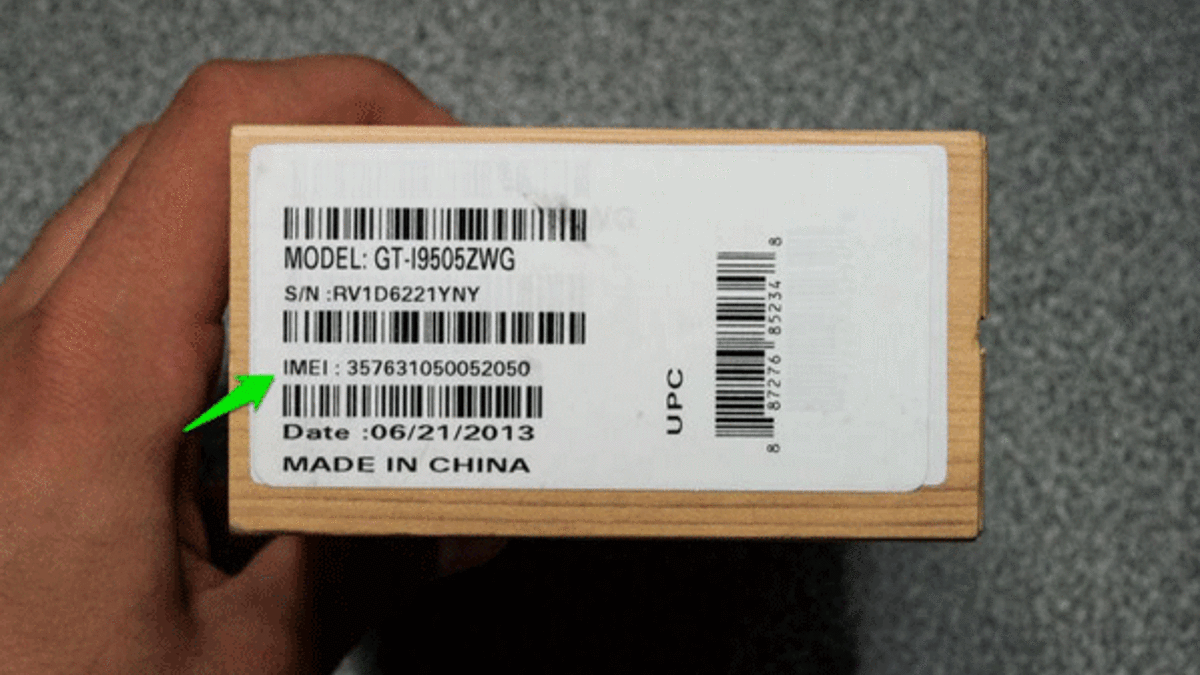 MODEL: GT-I9505ZWG
S/N :RV1D6221YNY
IMEI : 357631050052050
Date :06/21/2013
MADE IN CHINA
UPC
8 87276 85234 8